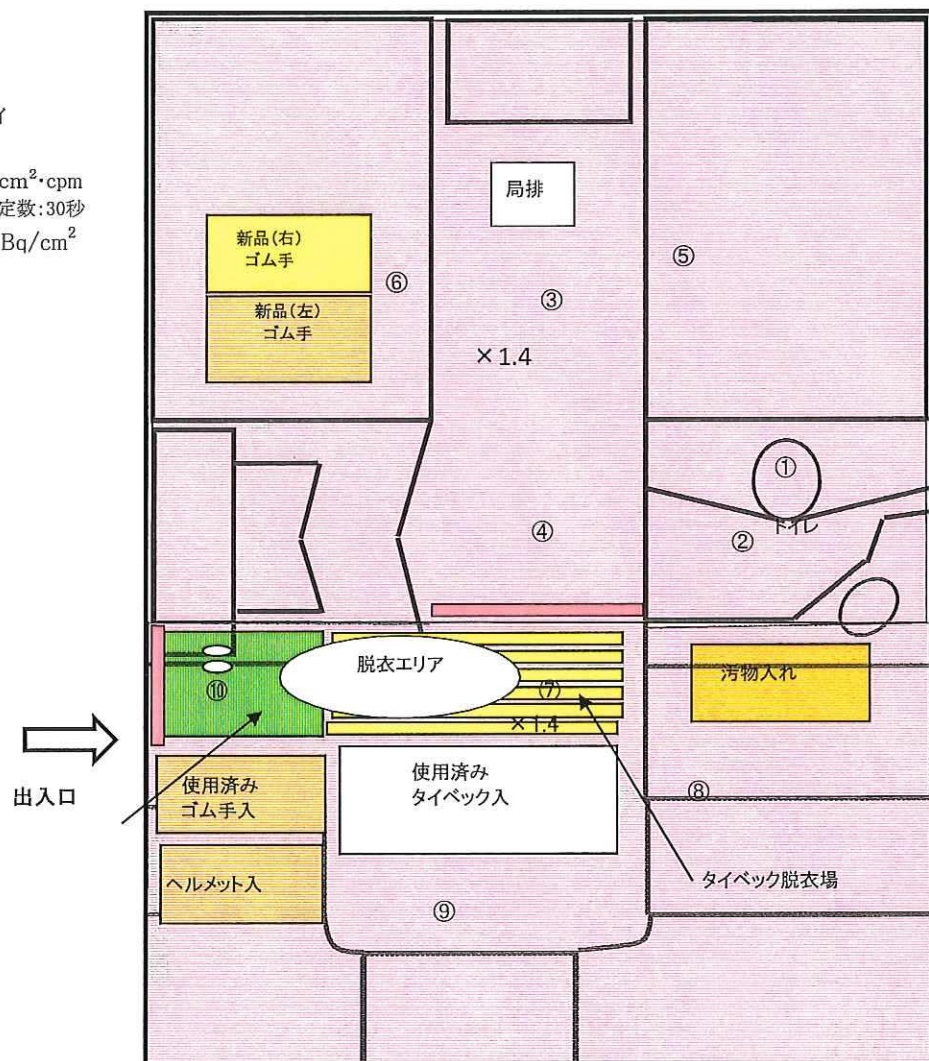 イ
cm²・cpm
定数:30秒
Bq/cm²
局排
新品(右)
ゴム手
新品(左)
ゴム手
⑥
⑤
③
×1.4
①
トイレ
②
④
脱衣エリア
汚物入れ
⑩
⑺
×1.4
出入口
使用済み
ゴム手入
使用済み
タイベック入
⑧
ヘルメット入
タイベック脱衣場
⑨